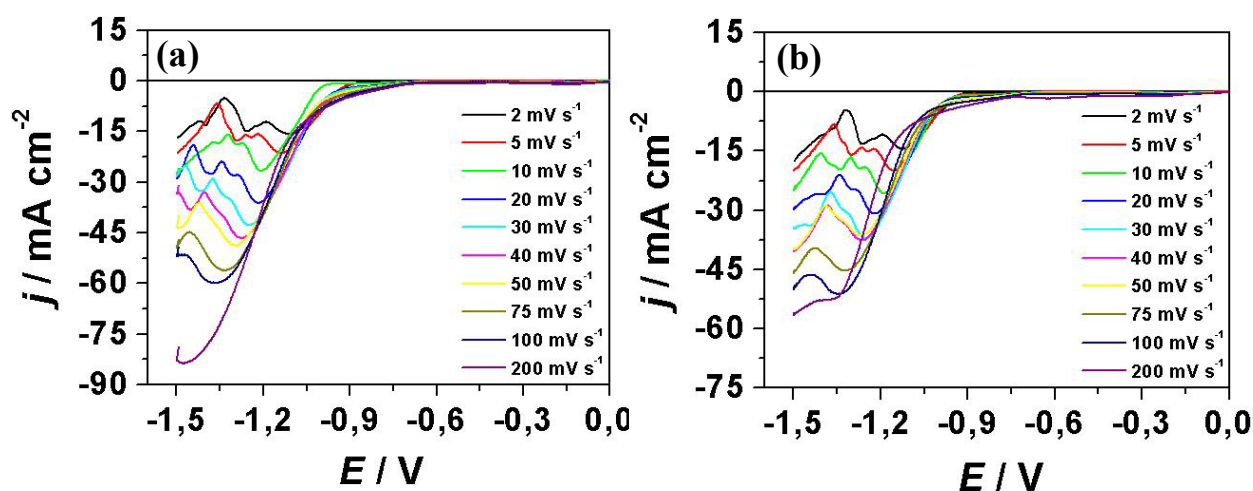 (a)
15
0
-15
-30
-45
-60
-75
-90
j / mA cm-2
-1,5 -1,2 -0,9 -0,6 -0,3 0,0
E / V
2 mV s-1
5 mV s-1
10 mV s-1
20 mV s-1
30 mV s-1
40 mV s-1
50 mV s-1
75 mV s-1
100 mV s-1
200 mV s-1
(b)
15
0
-15
-30
-45
-60
-75
j / mA cm-2
-1,5 -1,2 -0,9 -0,6 -0,3 0,0
E / V
2 mV s-1
5 mV s-1
10 mV s-1
20 mV s-1
30 mV s-1
40 mV s-1
50 mV s-1
75 mV s-1
100 mV s-1
200 mV s-1